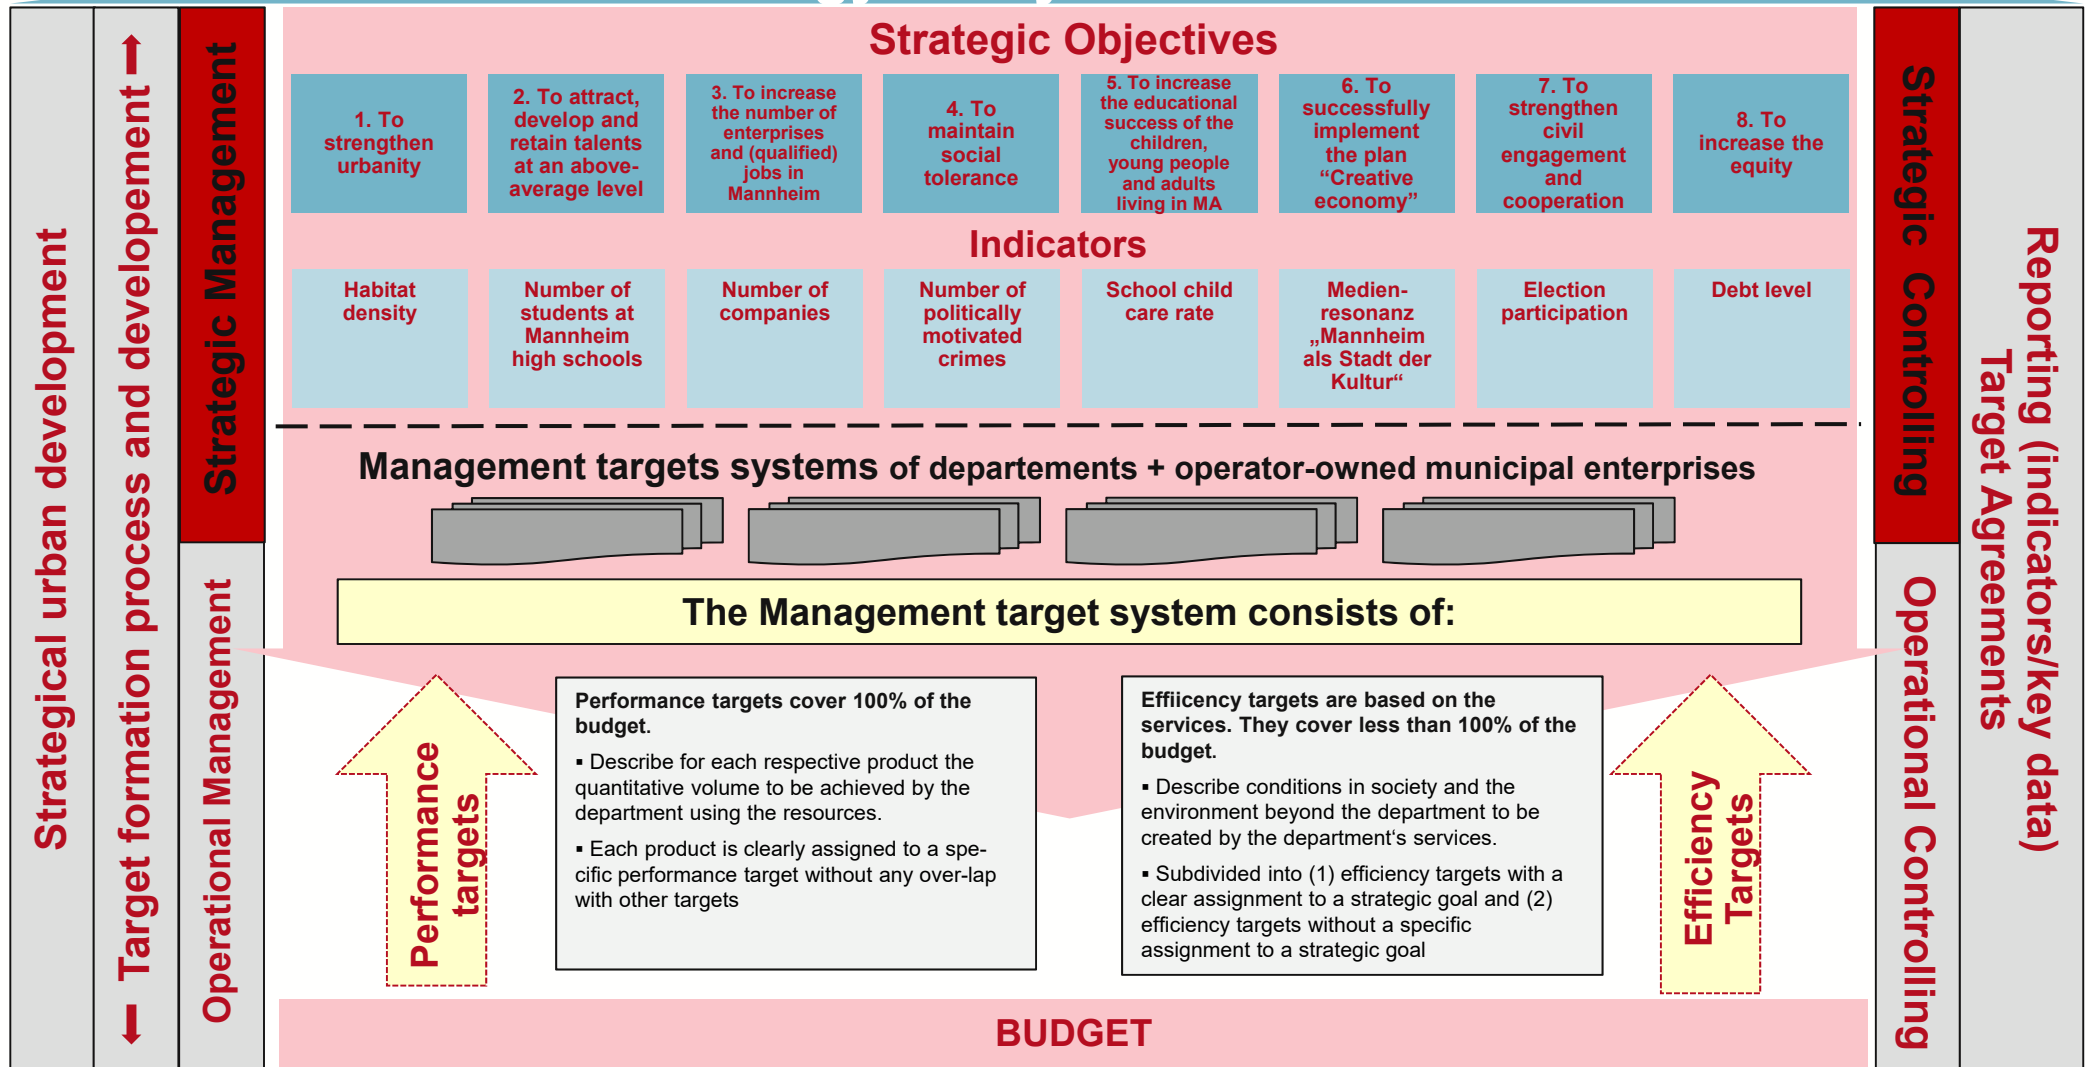 Strategic Objectives
1. To
strengthen
urbanity
2. To attract,
develop and
retain talents
at an above-
average level
3. To increase
the number of
enterprises
and (qualified)
jobs in
Mannheim
4. To
maintain
social
tolerance
5. To increase
the educational
success of the
children,
young people
and adults
living in MA
6. To
successfully
implement
the plan
“Creative
economy”
7. To
strengthen
civil
engagement
and
cooperation
8. To
increase the
equity
Indicators
Habitat
density
Number of
students at
Mannheim
high schools
Number of
companies
Number of
politically
motivated
crimes
School child
care rate
Medien-
resonanz
„Mannheim
als Stadt der
Kultur“
Election
participation
Debt level
Management targets systems of departements + operator-owned municipal enterprises
The Management target system consists of:
Performance
targets
Performance targets cover 100% of the
budget.
▪ Describe for each respective product the
quantitative volume to be achieved by the
department using the resources.
▪ Each product is clearly assigned to a spe-
cific performance target without any over-lap
with other targets
Effiicency targets are based on the
services. They cover less than 100% of the
budget.
▪ Describe conditions in society and the
environment beyond the department to be
created by the department‘s services.
▪ Subdivided into (1) efficiency targets with a
clear assignment to a strategic goal and (2)
efficiency targets without a specific
assignment to a strategic goal
Efficiency
Targets
BUDGET
Strategical urban development
Target formation process and developement
Strategic Management
Operational Management
Strategic Controlling
Operational Controlling
Reporting (indicators/key data)
Target Agreements